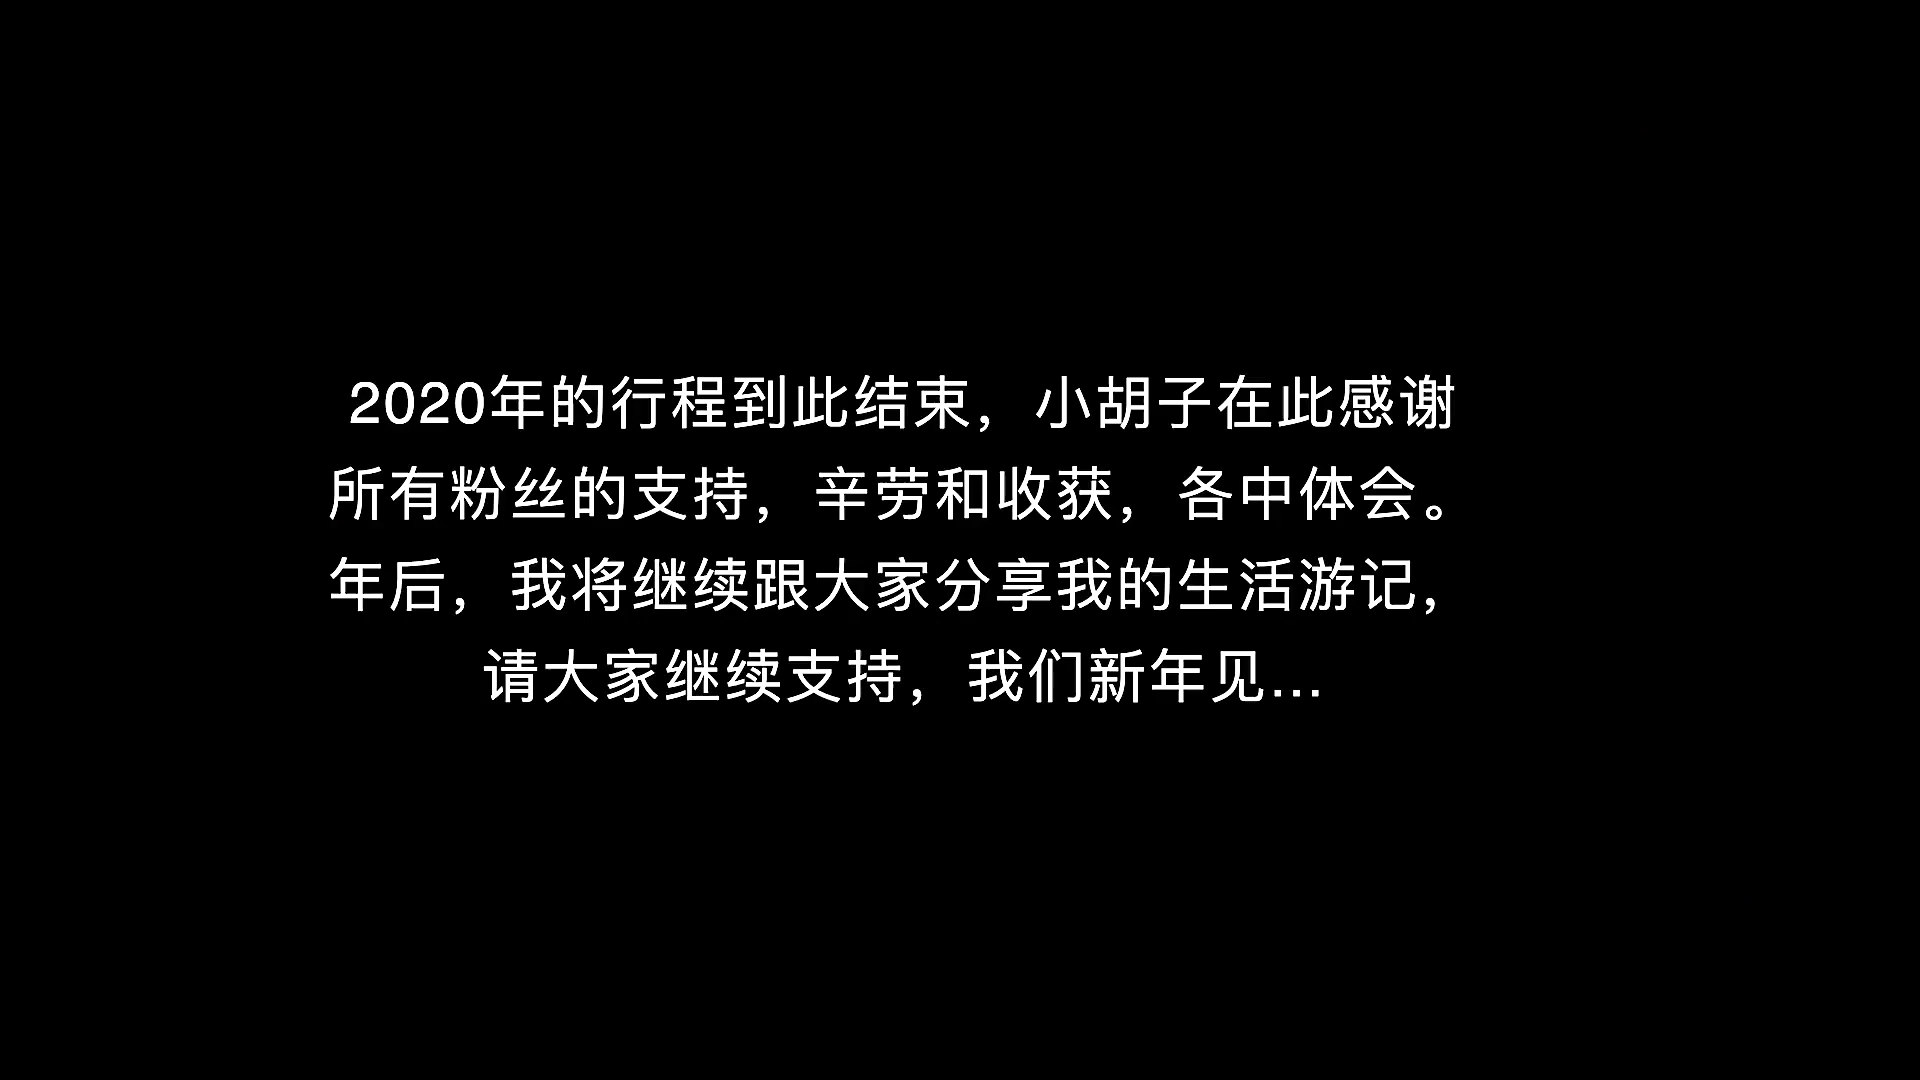 2020年的行程到此结束，小胡子在此感谢
所有粉丝的支持，辛劳和收获，各中体会。
年后，我将继续跟大家分享我的生活游记，
请大家继续支持，我们新年见...